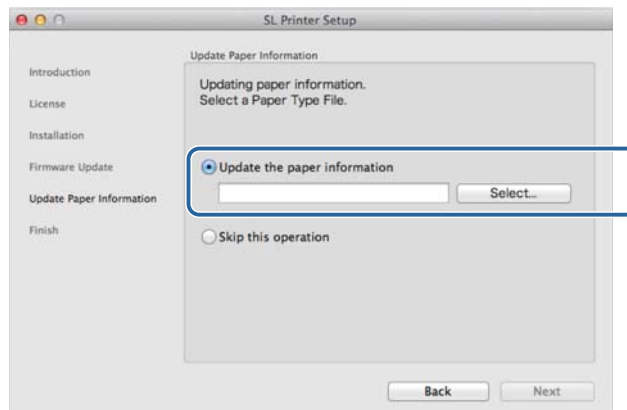 SL Printer Setup
Introduction
License
Installation
Firmware Update
Update Paper Information
Finish
Update Paper Information
Updating paper information.
Select a Paper Type File.
Update the paper information
Select...
Skip this operation
Back
Next